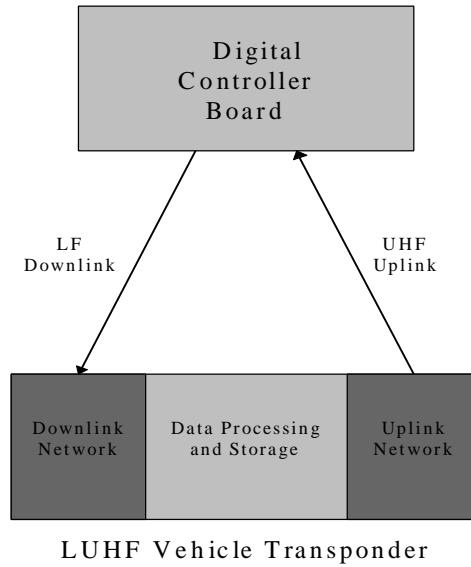 Digital
Controller
Board
LF
Downlink
UHF
Uplink
Downlink
Network
Data Processing
and Storage
Uplink
Network
LUHF Vehicle Transponder